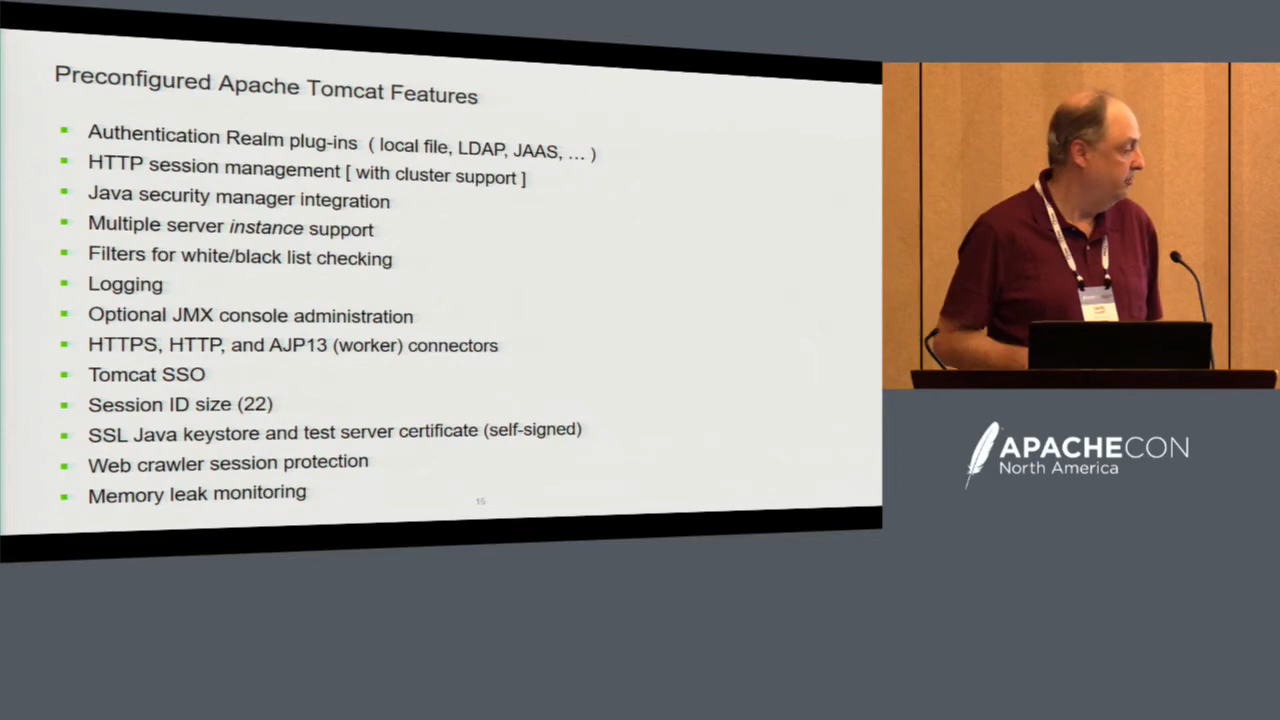 Preconfigured Apache Tomcat Features
Authentication Realm plug-ins ( local file, LDAP, JAAS, … )
HTTP session management [ with cluster support ]
Java security manager integration
Multiple server instance support
Filters for white/black list checking
Logging
Optional JMX console administration
HTTPS, HTTP, and AJP13 (worker) connectors
Tomcat SSO
Session ID size (22)
SSL Java keystore and test server certificate (self-signed)
Web crawler session protection
Memory leak monitoring
15
APACHECON
North America